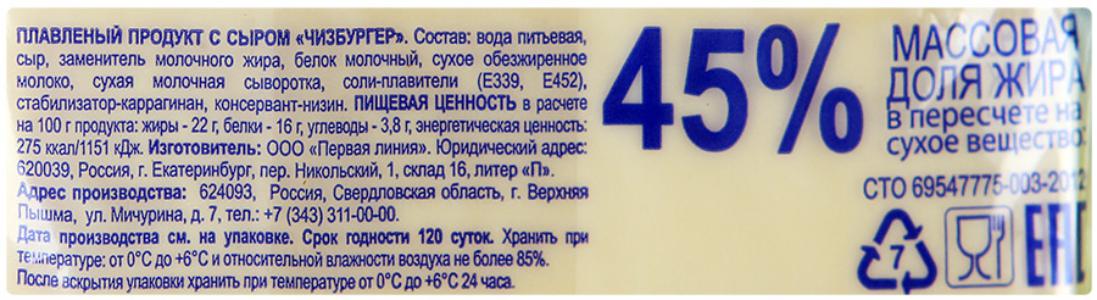 ПЛАВЛЕНЫЙ ПРОДУКТ С СЫРОМ «ЧИЗБУРГЕР». Состав: вода питьевая,
сыр, заменитель молочного жира, белок молочный, сухое обезжиренное
молоко, сухая молочная сыворотка, соли-плавители (Е339, Е452),
стабилизатор-каррагинан, консервант-низин. ПИЩЕВАЯ ЦЕННОСТЬ в расчете
на 100 г продукта: жиры - 22 г, белки - 16 г, углеводы - 3,8 г, энергетическая ценность:
275 ккал/1151 кДж. Изготовитель: ООО «Первая линия». Юридический адрес:
620039, Россия, г. Екатеринбург, пер. Никольский, 1, склад 16, литер «П».
Адрес производства: 624093, Россия, Свердловская область, г. Верхняя
Пышма, ул. Мичурина, д. 7, тел.: +7 (343) 311-00-00.
Дата производства см. на упаковке. Срок годности 120 суток. Хранить при
температуре: от 0°С до +6°С и относительной влажности воздуха не более 85%.
После вскрытия упаковки хранить при температуре от 0°С до +6°С 24 часа.
45%
МАССОВАЯ
ДОЛЯ ЖИРА
в пересчете на
сухое вещество:
СТО 69547775-003-2012
7
EAC